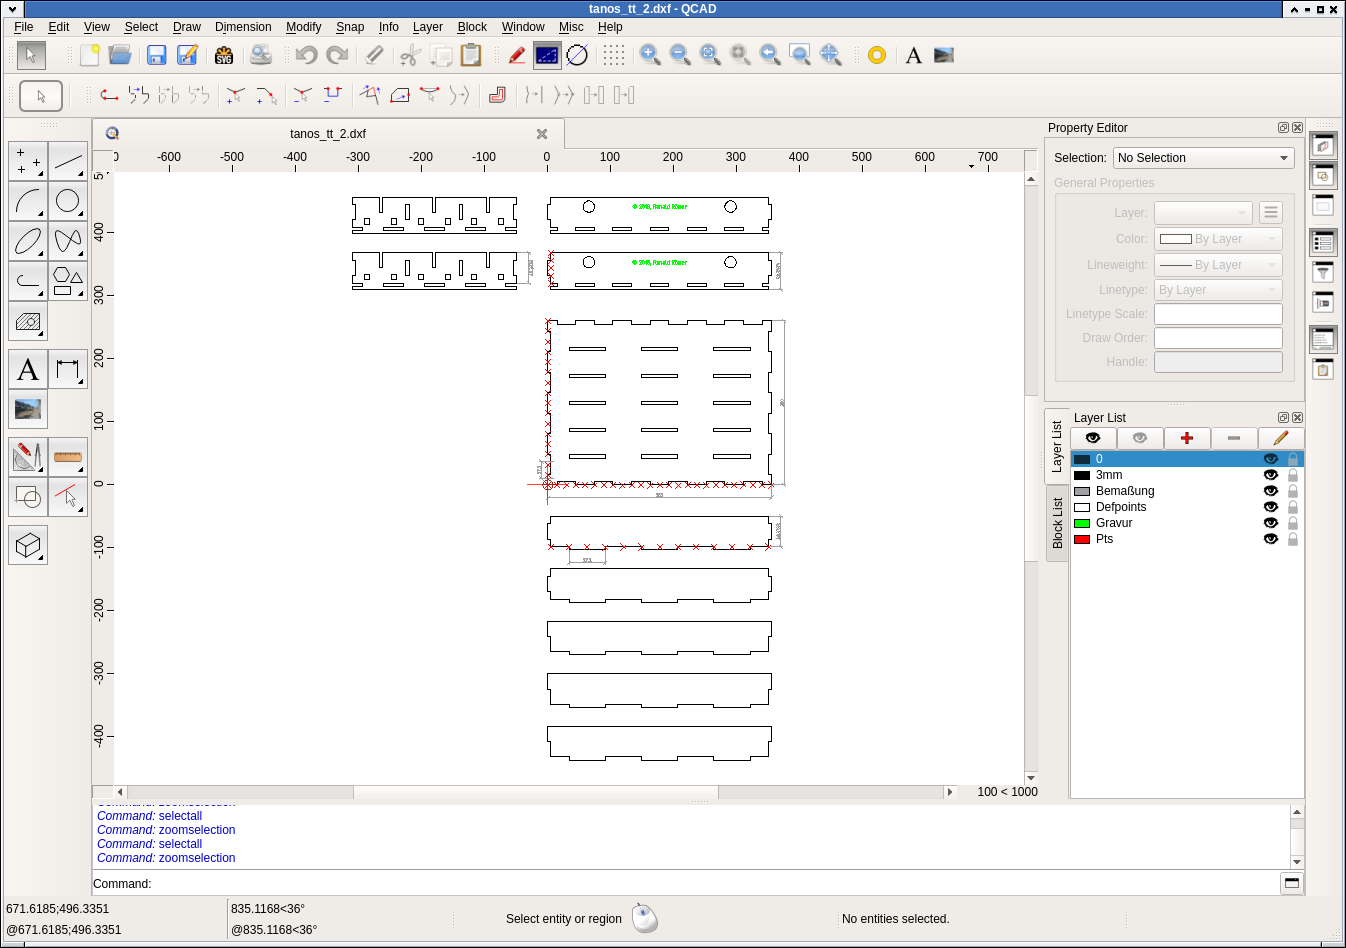 tanos_tt_2.dxf - QCAD
File Edit View Select Draw Dimension Modify Snap Info Layer Block Window Misc Help
SVG
tanos_tt_2.dxf
Property Editor
Selection: No Selection
General Properties
Layer:
Color: By Layer
Lineweight: By Layer
Linetype: By Layer
Linetype Scale:
Draw Order:
Handle:
0 -600 -500 -400 -300 -200 -100 0 100 200 300 400 500 600 700
400
300
200
100
0
-100
-200
-300
-400
Layer List
Layer List
Block List
0
3mm
Bemaßung
Defpoints
Gravur
Pts
100 < 1000
Command: zoomselection
Command: selectall
Command: zoomselection
Command: selectall
Command: zoomselection
Command:
671.6185;496.3351
@671.6185;496.3351
835.1168<36°
@835.1168<36°
Select entity or region
No entities selected.